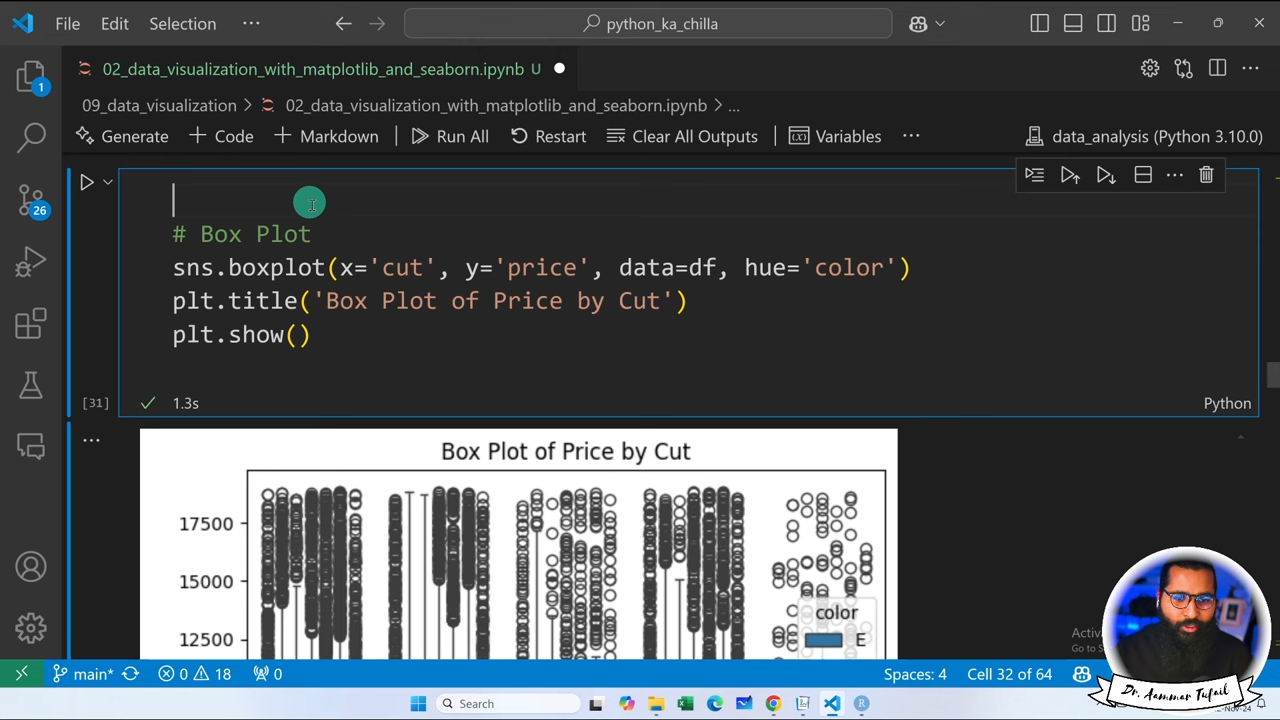 File Edit Selection ···
python_ka_chilla
02_data_visualization_with_matplotlib_and_seaborn.ipynb U
09_data_visualization > 02_data_visualization_with_matplotlib_and_seaborn.ipynb > ...
Generate + Code + Markdown Run All Restart Clear All Outputs Variables ··· data_analysis (Python 3.10.0)
# Box Plot
sns.boxplot(x='cut', y='price', data=df, hue='color')
plt.title('Box Plot of Price by Cut')
plt.show()
[31] 1.3s Python
Box Plot of Price by Cut
17500
15000
12500
color
E
1
26
main* 0 18 0 Spaces: 4 Cell 32 of 64
Search
Dr. Aammar Tufail